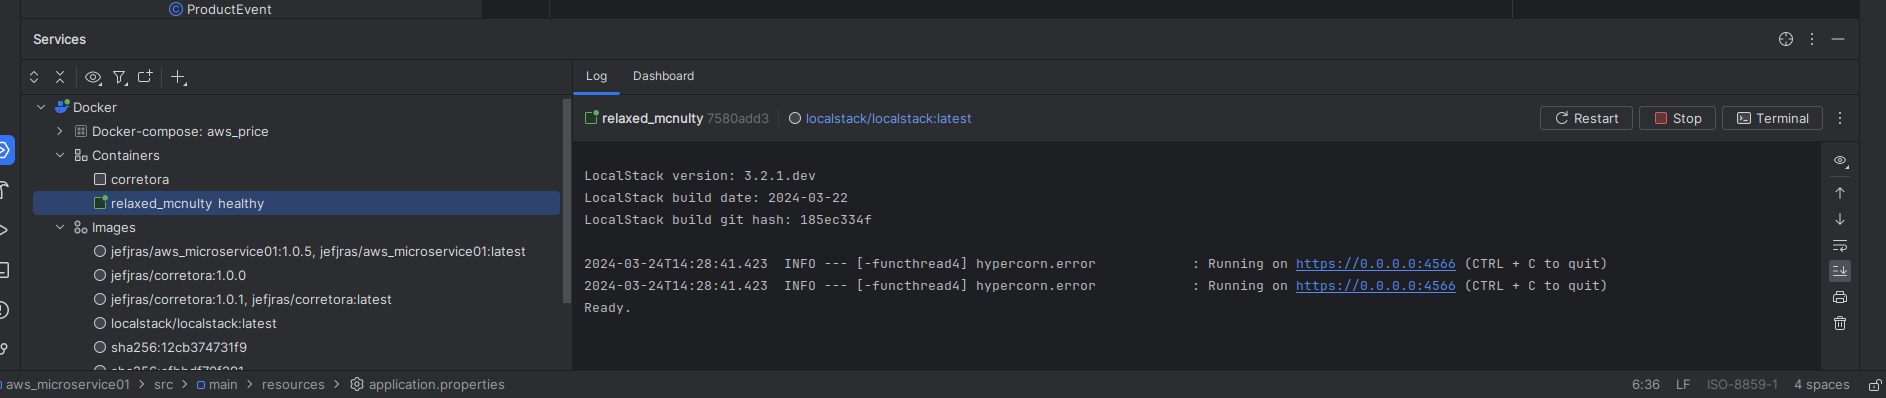 ProductEvent
Services
Log Dashboard
Docker
Docker-compose: aws_price
Containers
corretora
relaxed_mcnulty healthy
Images
jefjras/aws_microservice01:1.0.5, jefjras/aws_microservice01:latest
jefjras/corretora:1.0.0
jefjras/corretora:1.0.1, jefjras/corretora:latest
localstack/localstack:latest
sha256:12cb374731f9
relaxed_mcnulty 7580add3 localstack/localstack:latest Restart Stop Terminal
LocalStack version: 3.2.1.dev
LocalStack build date: 2024-03-22
LocalStack build git hash: 185ec334f
2024-03-24T14:28:41.423 INFO --- [-functhread4] hypercorn.error : Running on https://0.0.0.0:4566 (CTRL + C to quit)
2024-03-24T14:28:41.423 INFO --- [-functhread4] hypercorn.error : Running on https://0.0.0.0:4566 (CTRL + C to quit)
Ready.
aws_microservice01 > src > main > resources > application.properties 6:36 LF ISO-8859-1 4 spaces